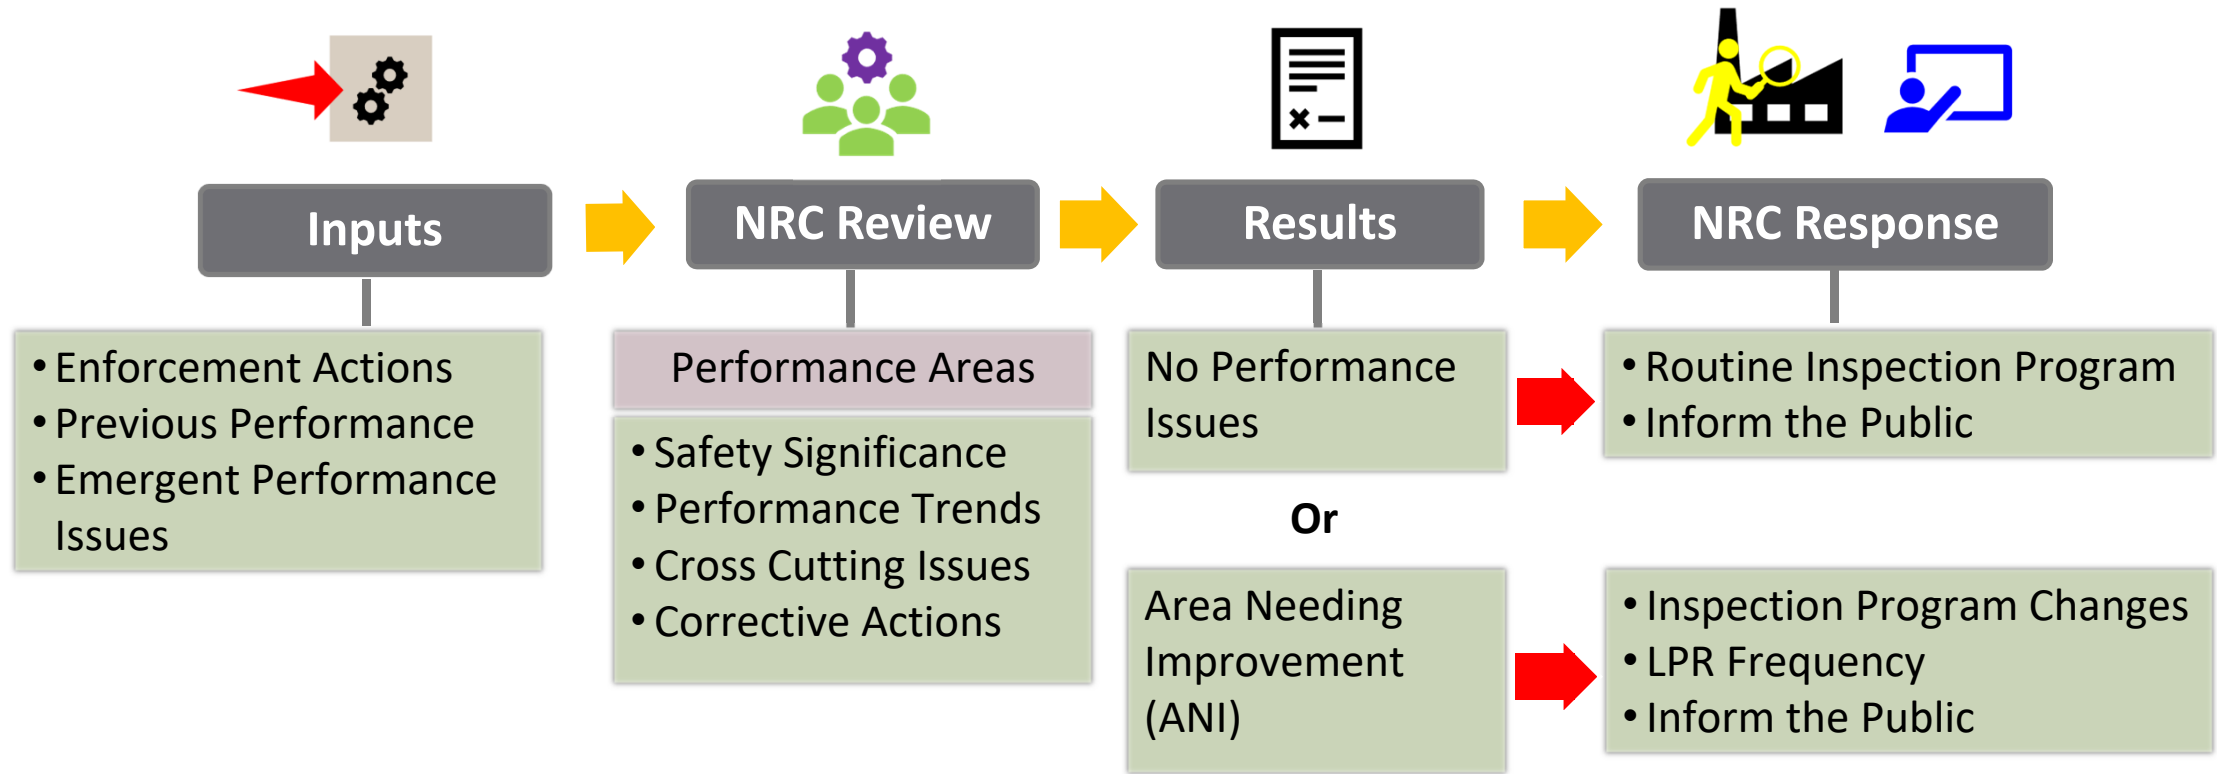 Inputs
NRC Review
Results
NRC Response
• Enforcement Actions
• Previous Performance
• Emergent Performance
Issues
Performance Areas
• Safety Significance
• Performance Trends
• Cross Cutting Issues
• Corrective Actions
No Performance
Issues
Or
Area Needing
Improvement
(ANI)
• Routine Inspection Program
• Inform the Public
• Inspection Program Changes
• LPR Frequency
• Inform the Public